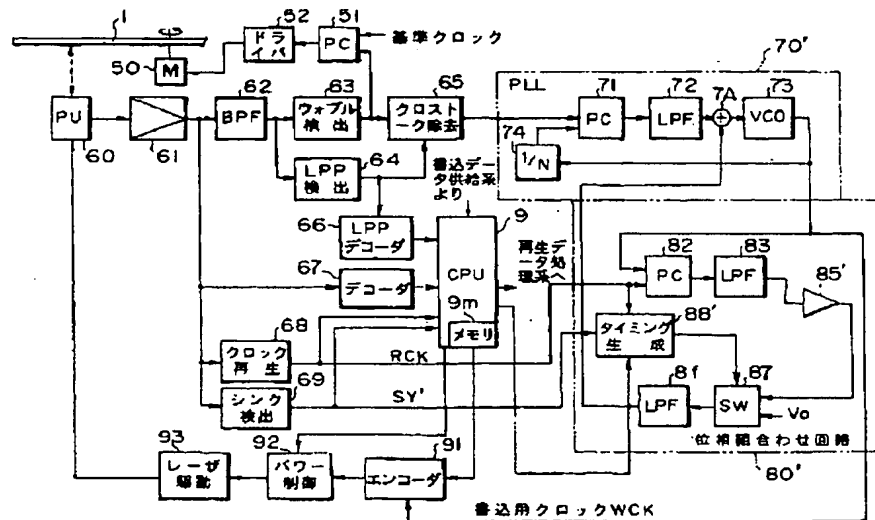 1
52
ドライバ
51
PC
基準クロック
50
M
70'
PLL
62
BPF
63
ウォブル検出
65
クロストーク除去
71
PC
72
LPF
7A
+
73
VCO
74
1/N
PU
60
61
LPP検出
64
書込データ供給系より
66
LPPデコーダ
9
CPU
9m
メモリ
再生データ処理系へ
67
デコーダ
82
PC
83
LPF
85'
68
クロック再生
RCK
88'
タイミング生成
69
シンク検出
SY'
8f
LPF
87
SW
Vo
位相組合わせ回路
80'
93
レーザ駆動
92
パワー制御
91
エンコーダ
書込用クロックWCK